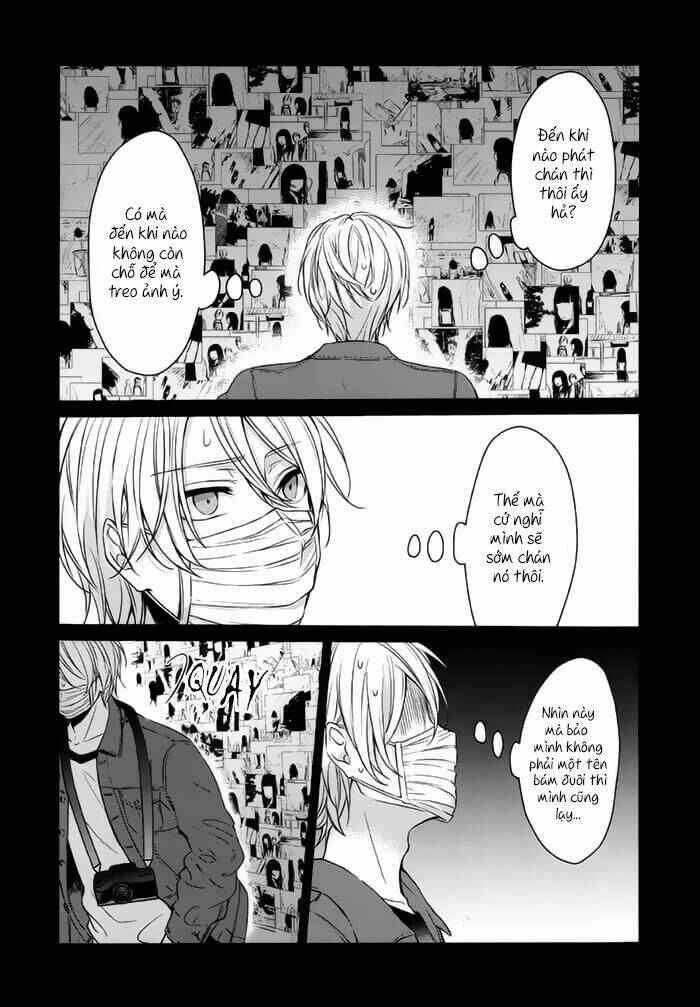 Đến khi
nào phát
chán thì
thôi ấy
hả?
Có mà
đến khi nào
không còn
chỗ để mà
treo ảnh ý.
Thế mà
cứ nghĩ
mình sẽ
sớm chán
nó thôi.
QUAY
Nhìn này
mà bảo
mình không
phải một tên
bám đuôi thì
mình cũng
lạy...